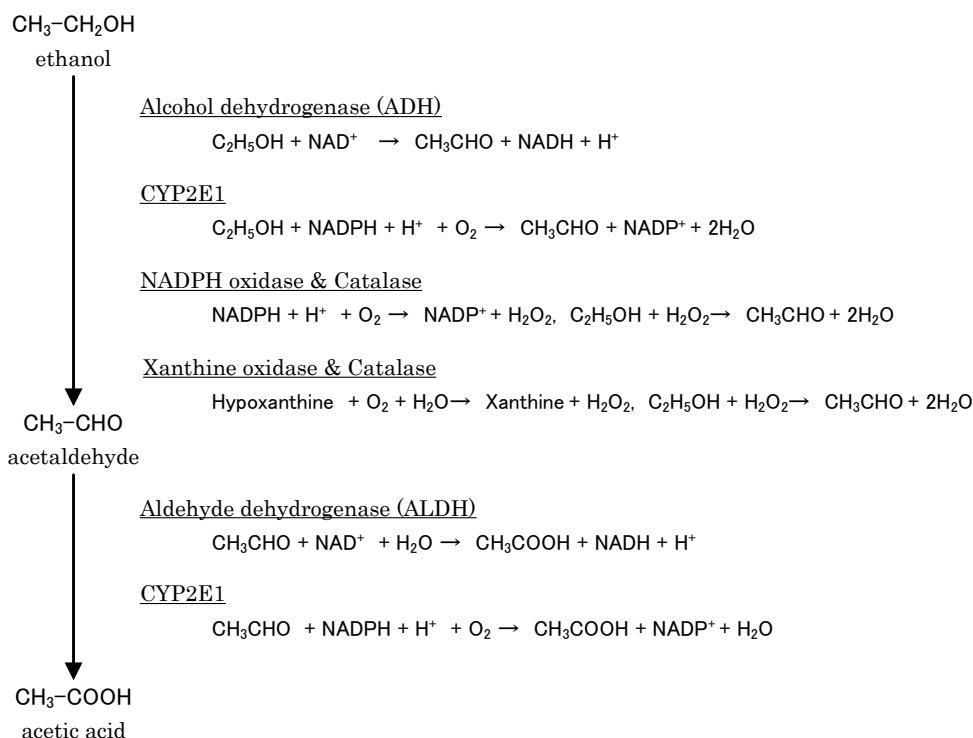 CH₃−CH₂OH
ethanol
Alcohol dehydrogenase (ADH)
C₂H₅OH + NAD⁺ → CH₃CHO + NADH + H⁺
CYP2E1
C₂H₅OH + NADPH + H⁺ + O₂ → CH₃CHO + NADP⁺ + 2H₂O
NADPH oxidase & Catalase
NADPH + H⁺ + O₂ → NADP⁺ + H₂O₂, C₂H₅OH + H₂O₂→ CH₃CHO + 2H₂O
Xanthine oxidase & Catalase
Hypoxanthine + O₂ + H₂O→ Xanthine + H₂O₂, C₂H₅OH + H₂O₂→ CH₃CHO + 2H₂O
CH₃−CHO
acetaldehyde
Aldehyde dehydrogenase (ALDH)
CH₃CHO + NAD⁺ + H₂O → CH₃COOH + NADH + H⁺
CYP2E1
CH₃CHO + NADPH + H⁺ + O₂ → CH₃COOH + NADP⁺ + H₂O
CH₃−COOH
acetic acid